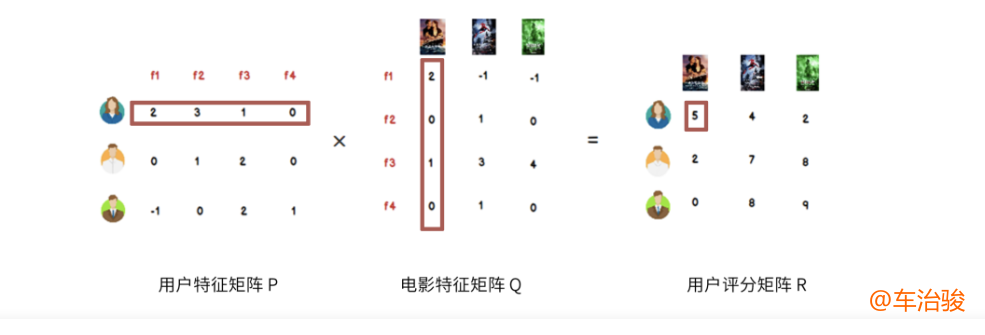 f1 f2 f3 f4
2 3 1 0
0 1 2 0
-1 0 2 1
用户特征矩阵 P
×
f1 2 -1 -1
f2 0 1 0
f3 1 3 4
f4 0 1 0
电影特征矩阵 Q
=
5 4 2
2 7 8
0 8 9
用户评分矩阵 R
@车治骏